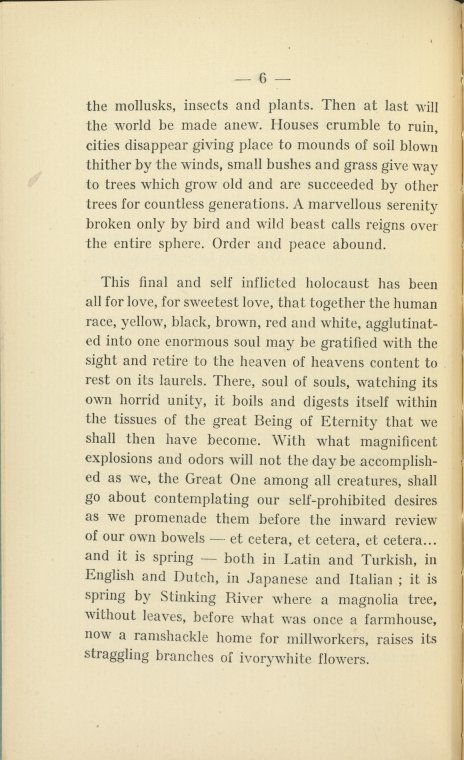 — 6 —
the mollusks, insects and plants. Then at last will
the world be made anew. Houses crumble to ruin,
cities disappear giving place to mounds of soil blown
thither by the winds, small bushes and grass give way
to trees which grow old and are succeeded by other
trees for countless generations. A marvellous serenity
broken only by bird and wild beast calls reigns over
the entire sphere. Order and peace abound.
This final and self inflicted holocaust has been
all for love, for sweetest love, that together the human
race, yellow, black, brown, red and white, agglutinat-
ed into one enormous soul may be gratified with the
sight and retire to the heaven of heavens content to
rest on its laurels. There, soul of souls, watching its
own horrid unity, it boils and digests itself within
the tissues of the great Being of Eternity that we
shall then have become. With what magnificent
explosions and odors will not the day be accomplish-
ed as we, the Great One among all creatures, shall
go about contemplating our self-prohibited desires
as we promenade them before the inward review
of our own bowels — et cetera, et cetera, et cetera...
and it is spring — both in Latin and Turkish, in
English and Dutch, in Japanese and Italian ; it is
spring by Stinking River where a magnolia tree,
without leaves, before what was once a farmhouse,
now a ramshackle home for millworkers, raises its
straggling branches of ivorywhite flowers.